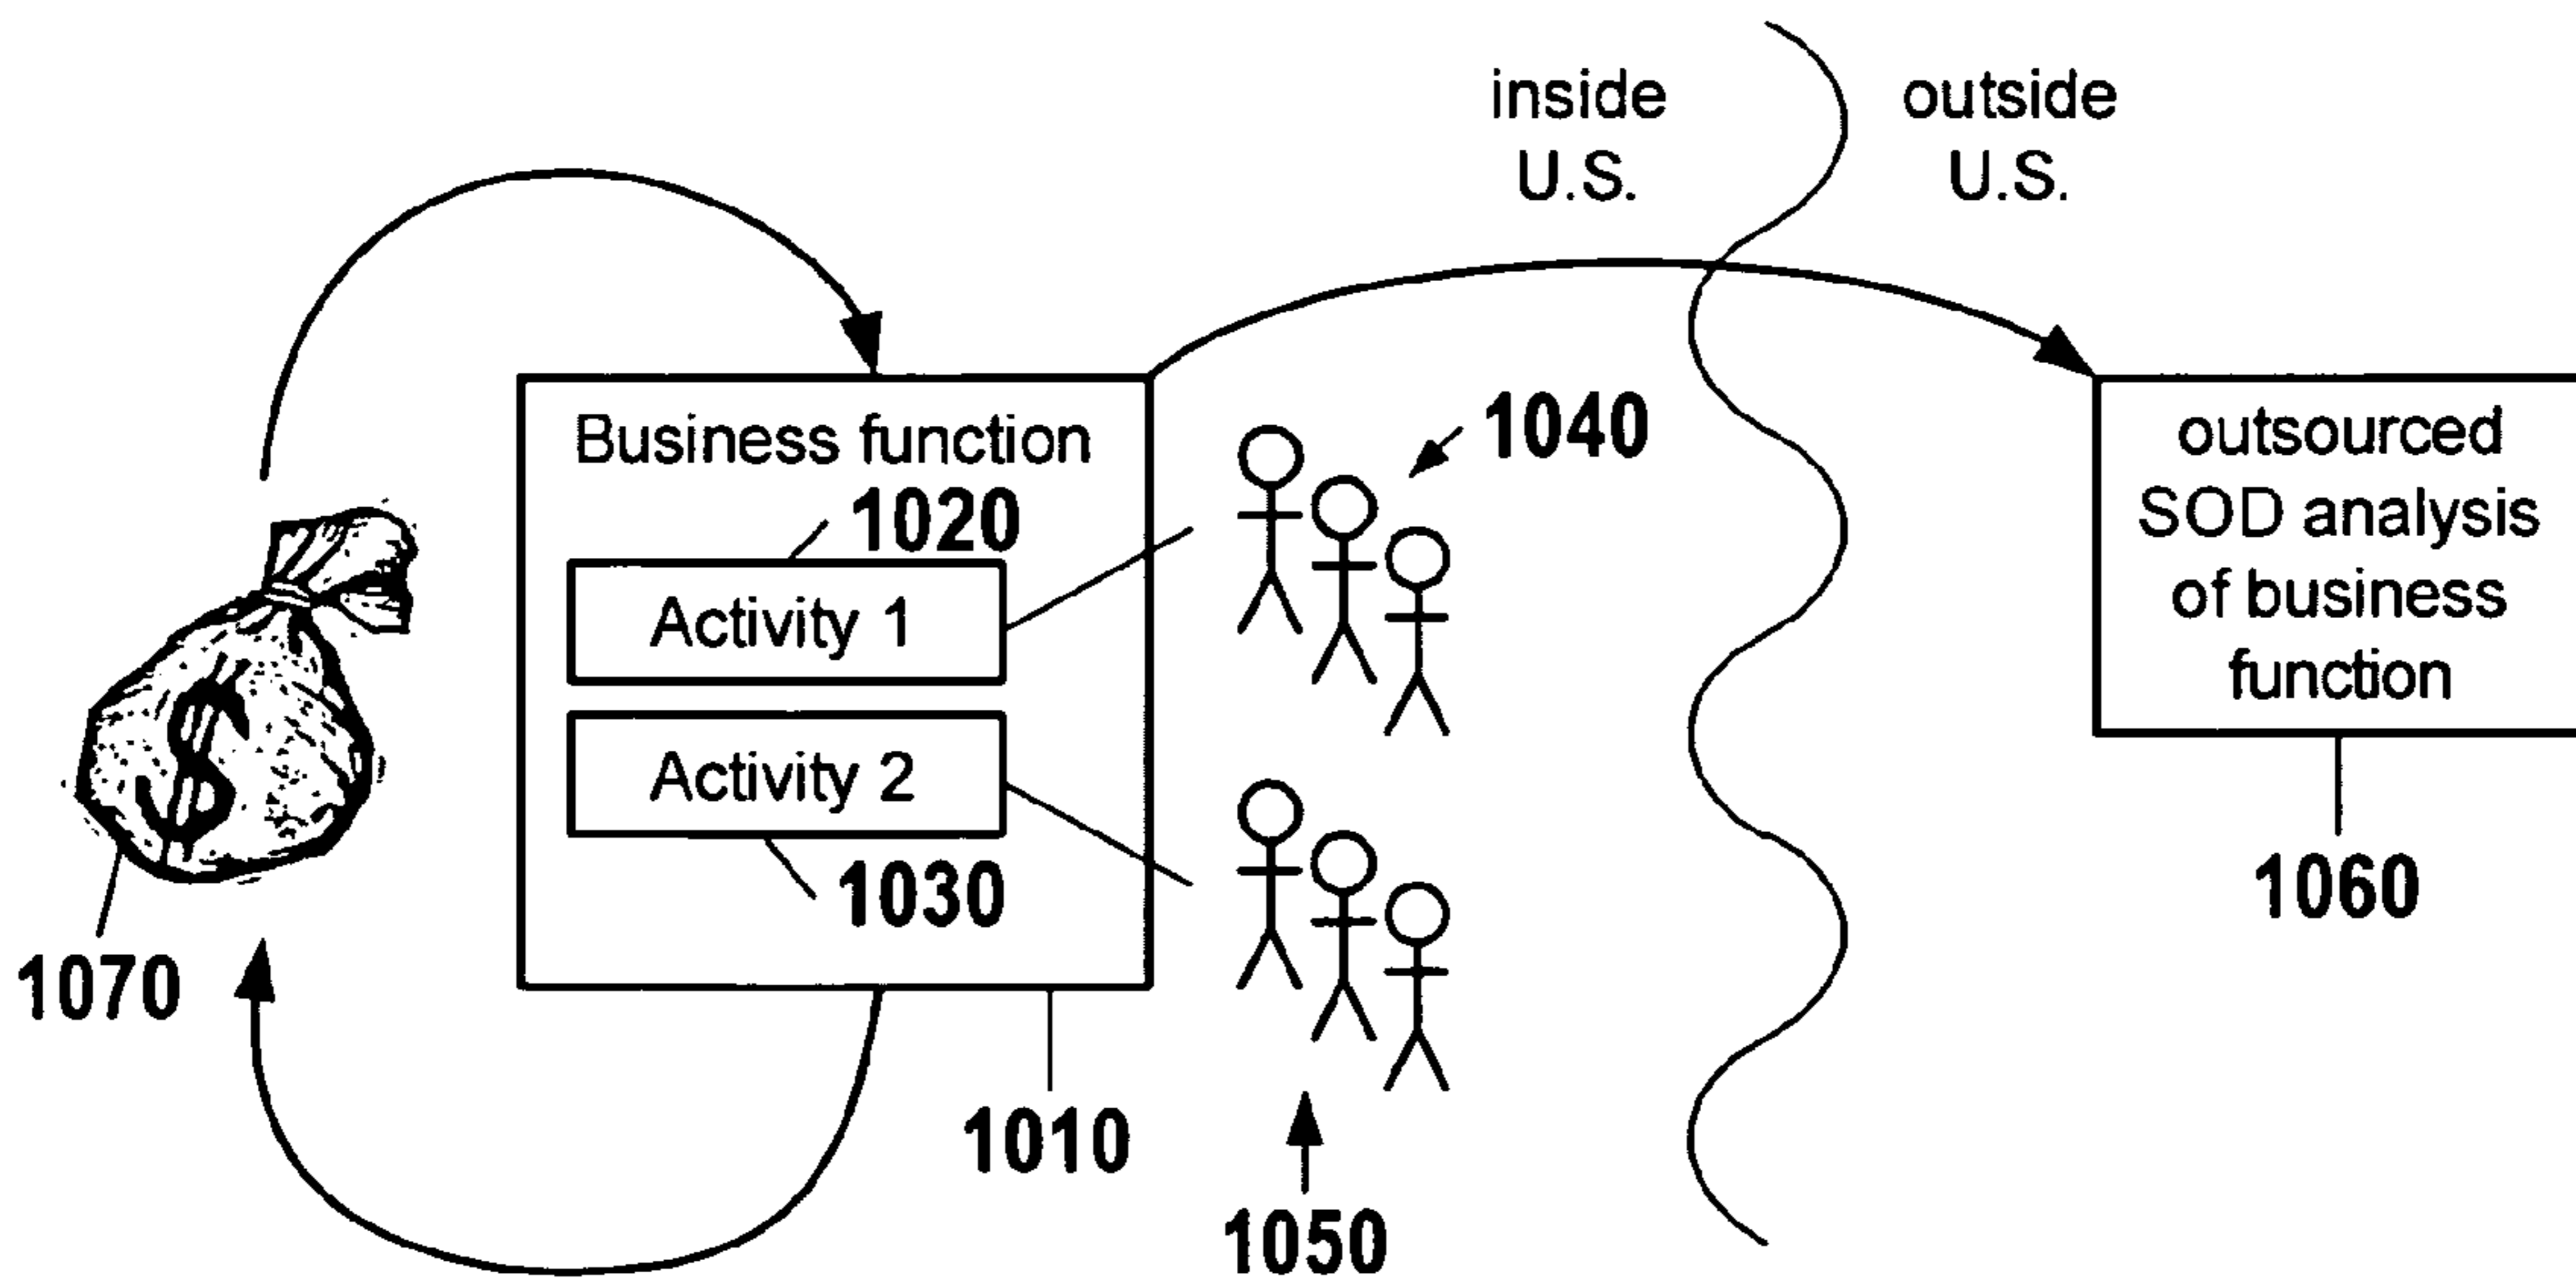 inside
U.S.
outside
U.S.
Business function
1020
Activity 1
Activity 2
1030
1040
outsourced
SOD analysis
of business
function
1060
1070
$
1010
1050